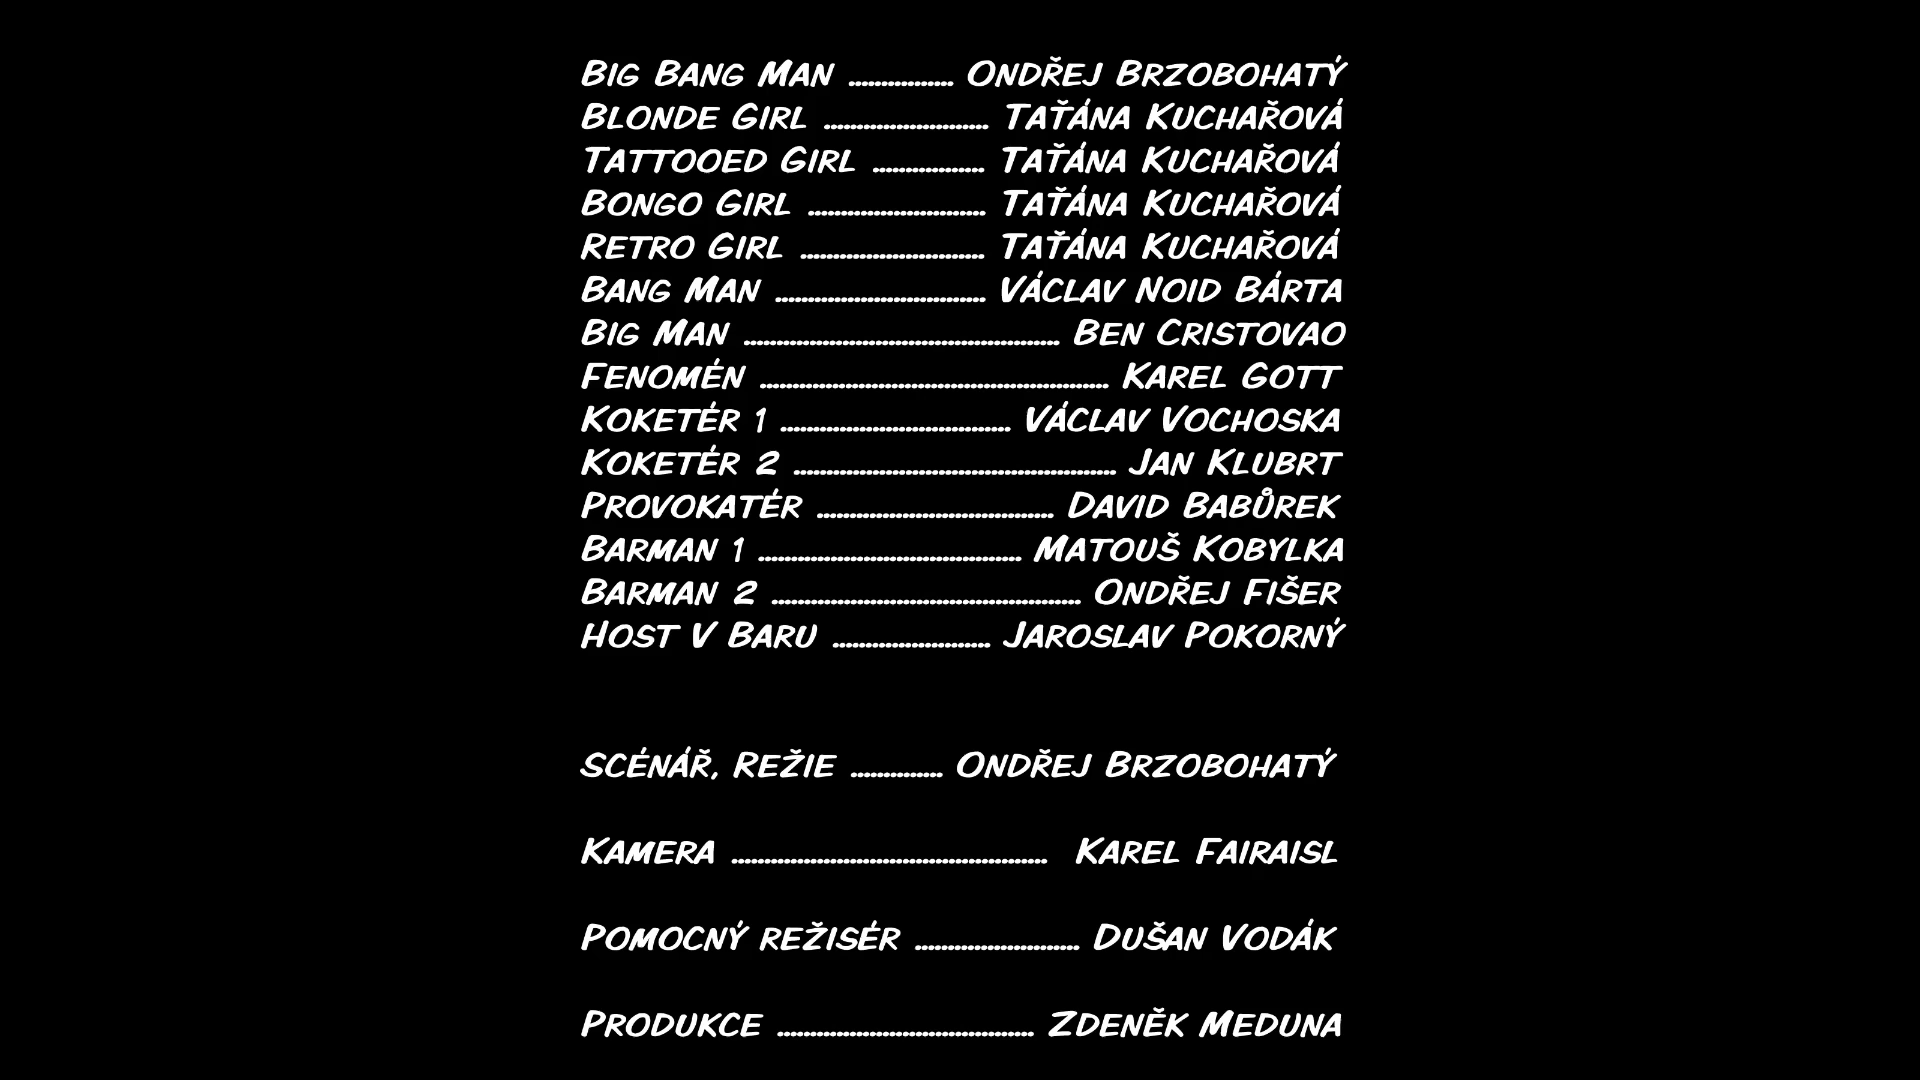 Big Bang Man ................ Ondřej Brzobohatý
Blonde Girl ......................... Taťána Kuchařová
Tattooed Girl ................. Taťána Kuchařová
Bongo Girl ........................... Taťána Kuchařová
Retro Girl ............................ Taťána Kuchařová
Bang Man ................................ Václav Noid Bárta
Big Man ................................................ Ben Cristovao
Fenomén ..................................................... Karel Gott
Koketér 1 ................................... Václav Vochoska
Koketér 2 ................................................. Jan Klubrt
Provokatér .................................... David Babůrek
Barman 1 ........................................ Matouš Kobylka
Barman 2 ............................................... Ondřej Fišer
Host V Baru ........................ Jaroslav Pokorný
scénář, Režie .............. Ondřej Brzobohatý
Kamera ................................................ Karel Fairaisl
Pomocný režisér ......................... Dušan Vodák
Produkce ....................................... Zdeněk Meduna